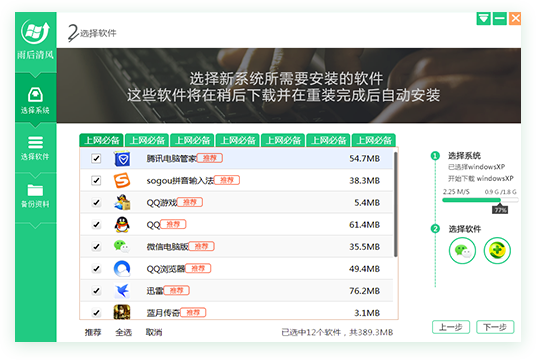 2 选择软件
雨后清风
选择系统
选择软件
备份资料
选择新系统所需要安装的软件
这些软件将在稍后下载并在重装完成后自动安装
上网必备 上网必备 上网必备 上网必备 上网必备 上网必备 上网必备
腾讯电脑管家 推荐 54.7MB
sogou拼音输入法 推荐 38.3MB
QQ游戏 推荐 5.4MB
QQ 推荐 61.4MB
微信电脑版 推荐 35.5MB
QQ浏览器 推荐 49.4MB
迅雷 推荐 76.2MB
蓝月传奇 推荐 3.1MB
推荐 全选 取消 已选中12个软件，共389.3MB
1 选择系统
已选择windowsXP
开始下载 windowsXP
2.25 M/S 0.9 G /1.8 G
77%
2 选择软件
上一步 下一步